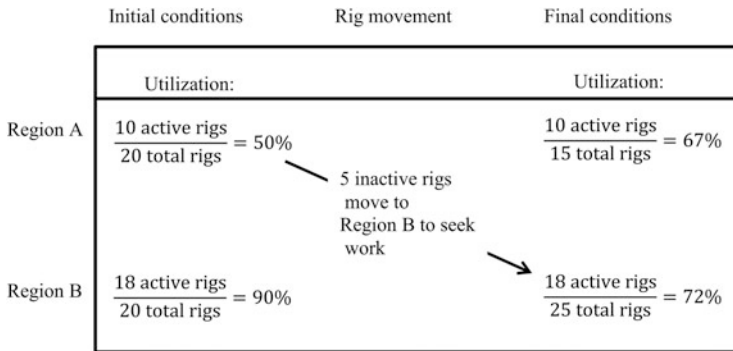 Initial conditions Rig movement Final conditions
Utilization: Utilization:
Region A
10 active rigs
20 total rigs = 50%
10 active rigs
15 total rigs = 67%
5 inactive rigs
move to
Region B to seek
work
Region B
18 active rigs
20 total rigs = 90%
18 active rigs
25 total rigs = 72%